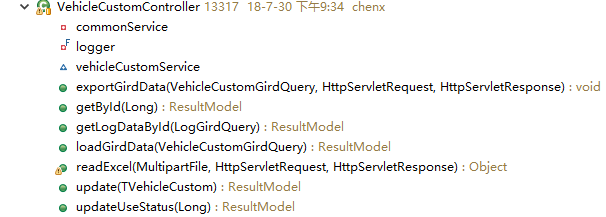 VehicleCustomController 13317 18-7-30 下午9:34 chenx
commonService
logger
vehicleCustomService
exportGirdData(VehicleCustomGirdQuery, HttpServletRequest, HttpServletResponse) : void
getById(Long) : ResultModel
getLogDataById(LogGirdQuery) : ResultModel
loadGirdData(VehicleCustomGirdQuery) : ResultModel
readExcel(MultipartFile, HttpServletRequest, HttpServletResponse) : Object
update(TVehicleCustom) : ResultModel
updateUseStatus(Long) : ResultModel